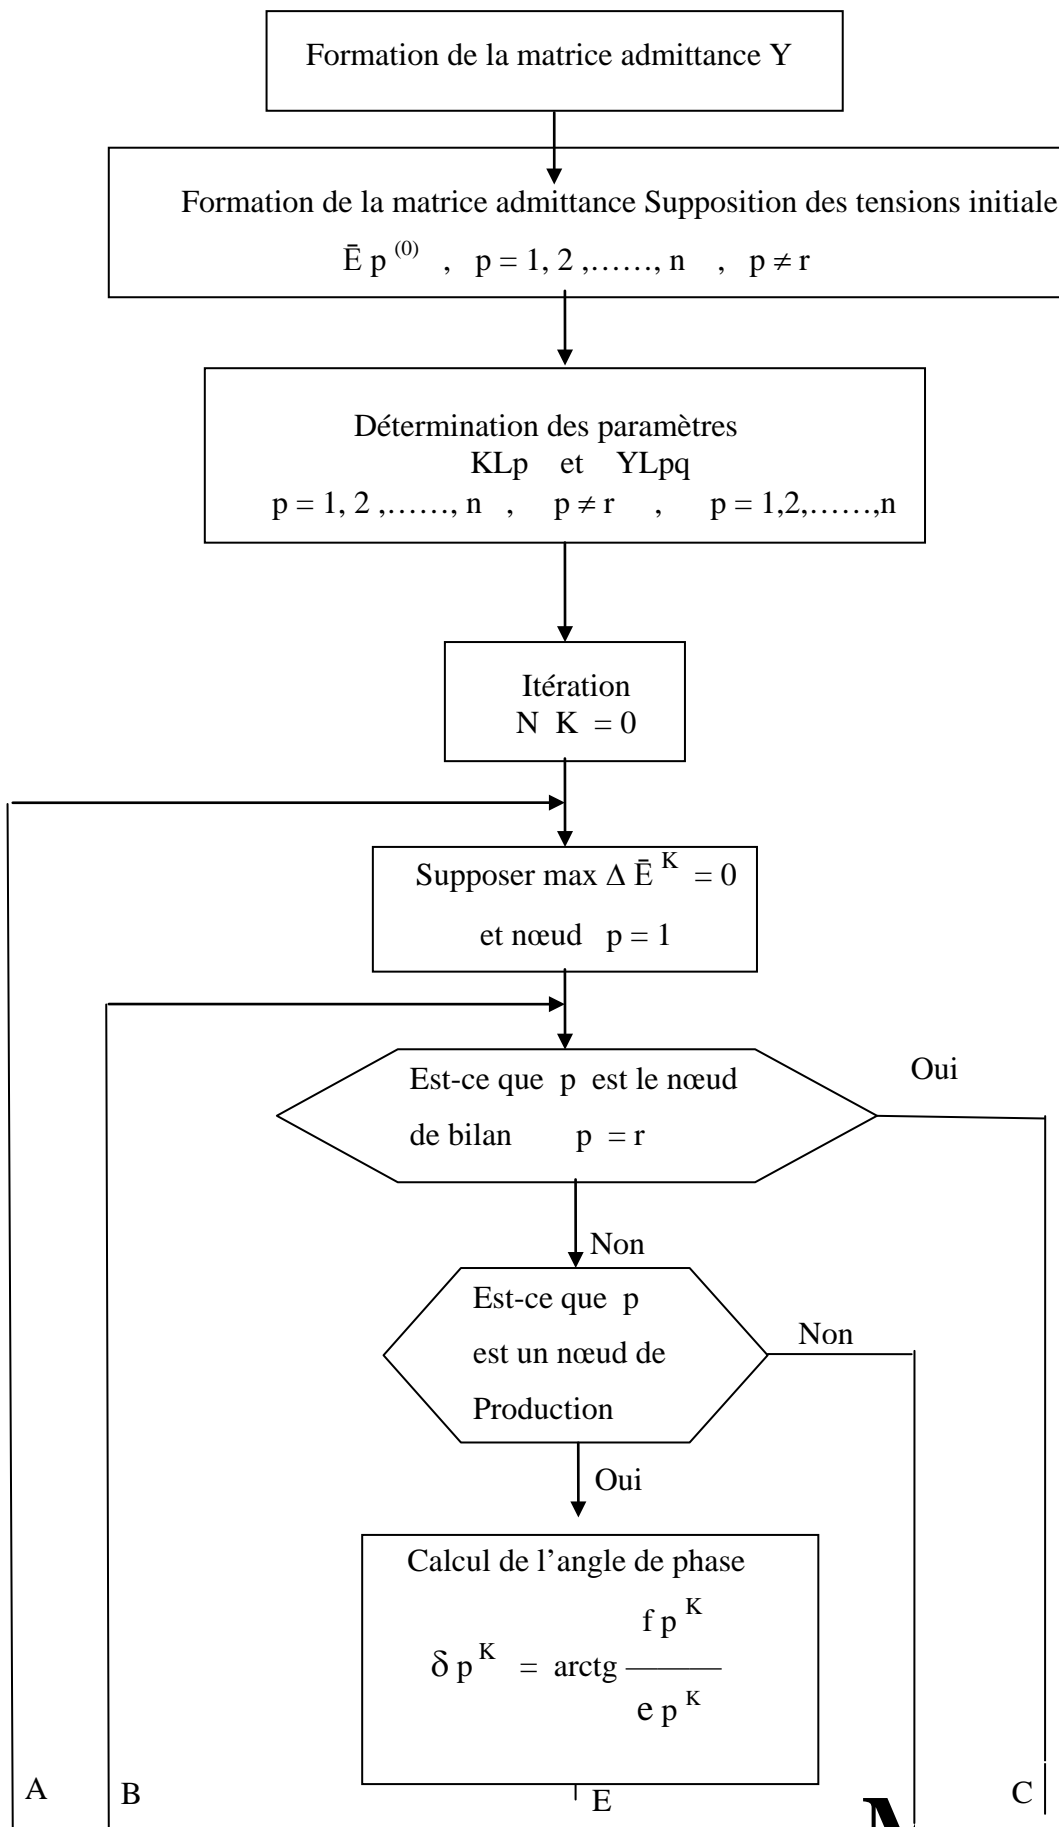 Formation de la matrice admittance Y
Formation de la matrice admittance Supposition des tensions initiale
Ē p (0) , p = 1, 2 ,……, n , p ≠ r
Détermination des paramètres
KLp et YLpq
p = 1, 2 ,……, n , p ≠ r , p = 1,2,……,n
Itération
N K = 0
Supposer max Δ Ē K = 0
et nœud p = 1
Est-ce que p est le nœud
de bilan p = r
Oui
Non
Est-ce que p
est un nœud de
Production
Non
Oui
Calcul de l’angle de phase
f p K
δ p K = arctg ———
e p K
A
B
E
C